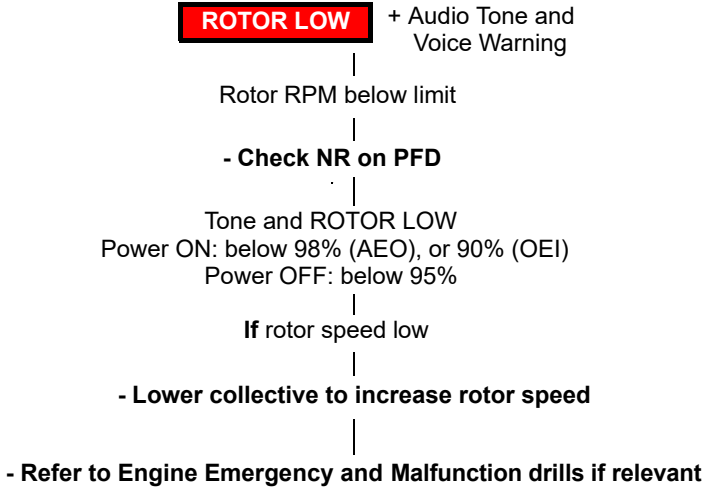 ROTOR LOW + Audio Tone and
Voice Warning
Rotor RPM below limit
- Check NR on PFD
Tone and ROTOR LOW
Power ON: below 98% (AEO), or 90% (OEI)
Power OFF: below 95%
If rotor speed low
- Lower collective to increase rotor speed
- Refer to Engine Emergency and Malfunction drills if relevant